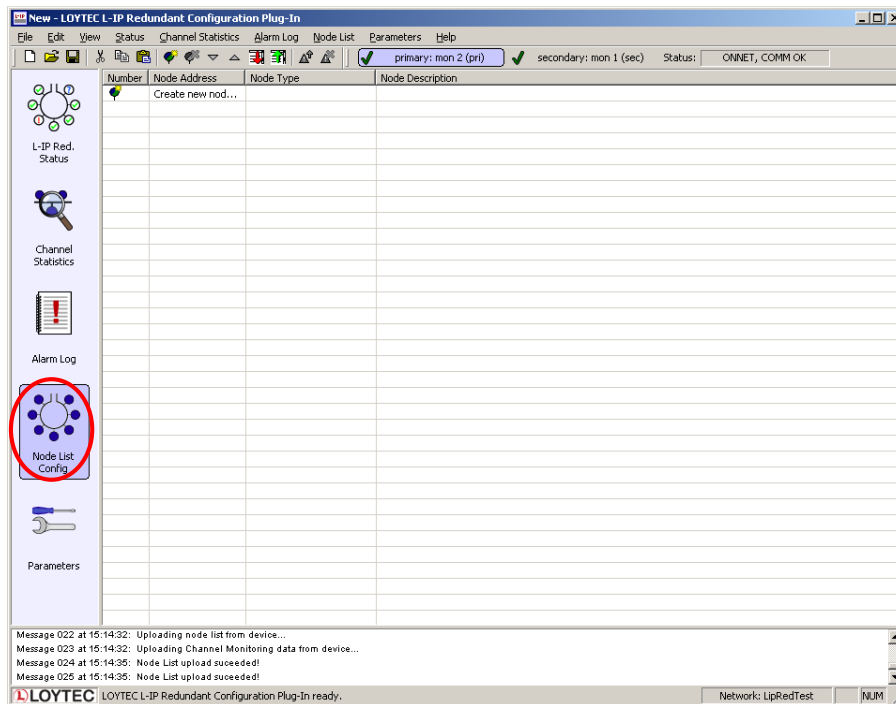 New - LOYTEC L-IP Redundant Configuration Plug-In
File Edit View Status Channel Statistics Alarm Log Node List Parameters Help
primary: mon 2 (pri) secondary: mon 1 (sec) Status: ONNET, COMM OK
Number Node Address Node Type Node Description
Create new nod...
L-IP Red.
Status
Channel
Statistics
Alarm Log
Node List
Config
Parameters
Message 022 at 15:14:32: Uploading node list from device...
Message 023 at 15:14:32: Uploading Channel Monitoring data from device...
Message 024 at 15:14:35: Node List upload suceeded!
Message 025 at 15:14:35: Node List upload suceeded!
LOYTEC LOYTEC L-IP Redundant Configuration Plug-In ready. Network: LipRedTest NUM